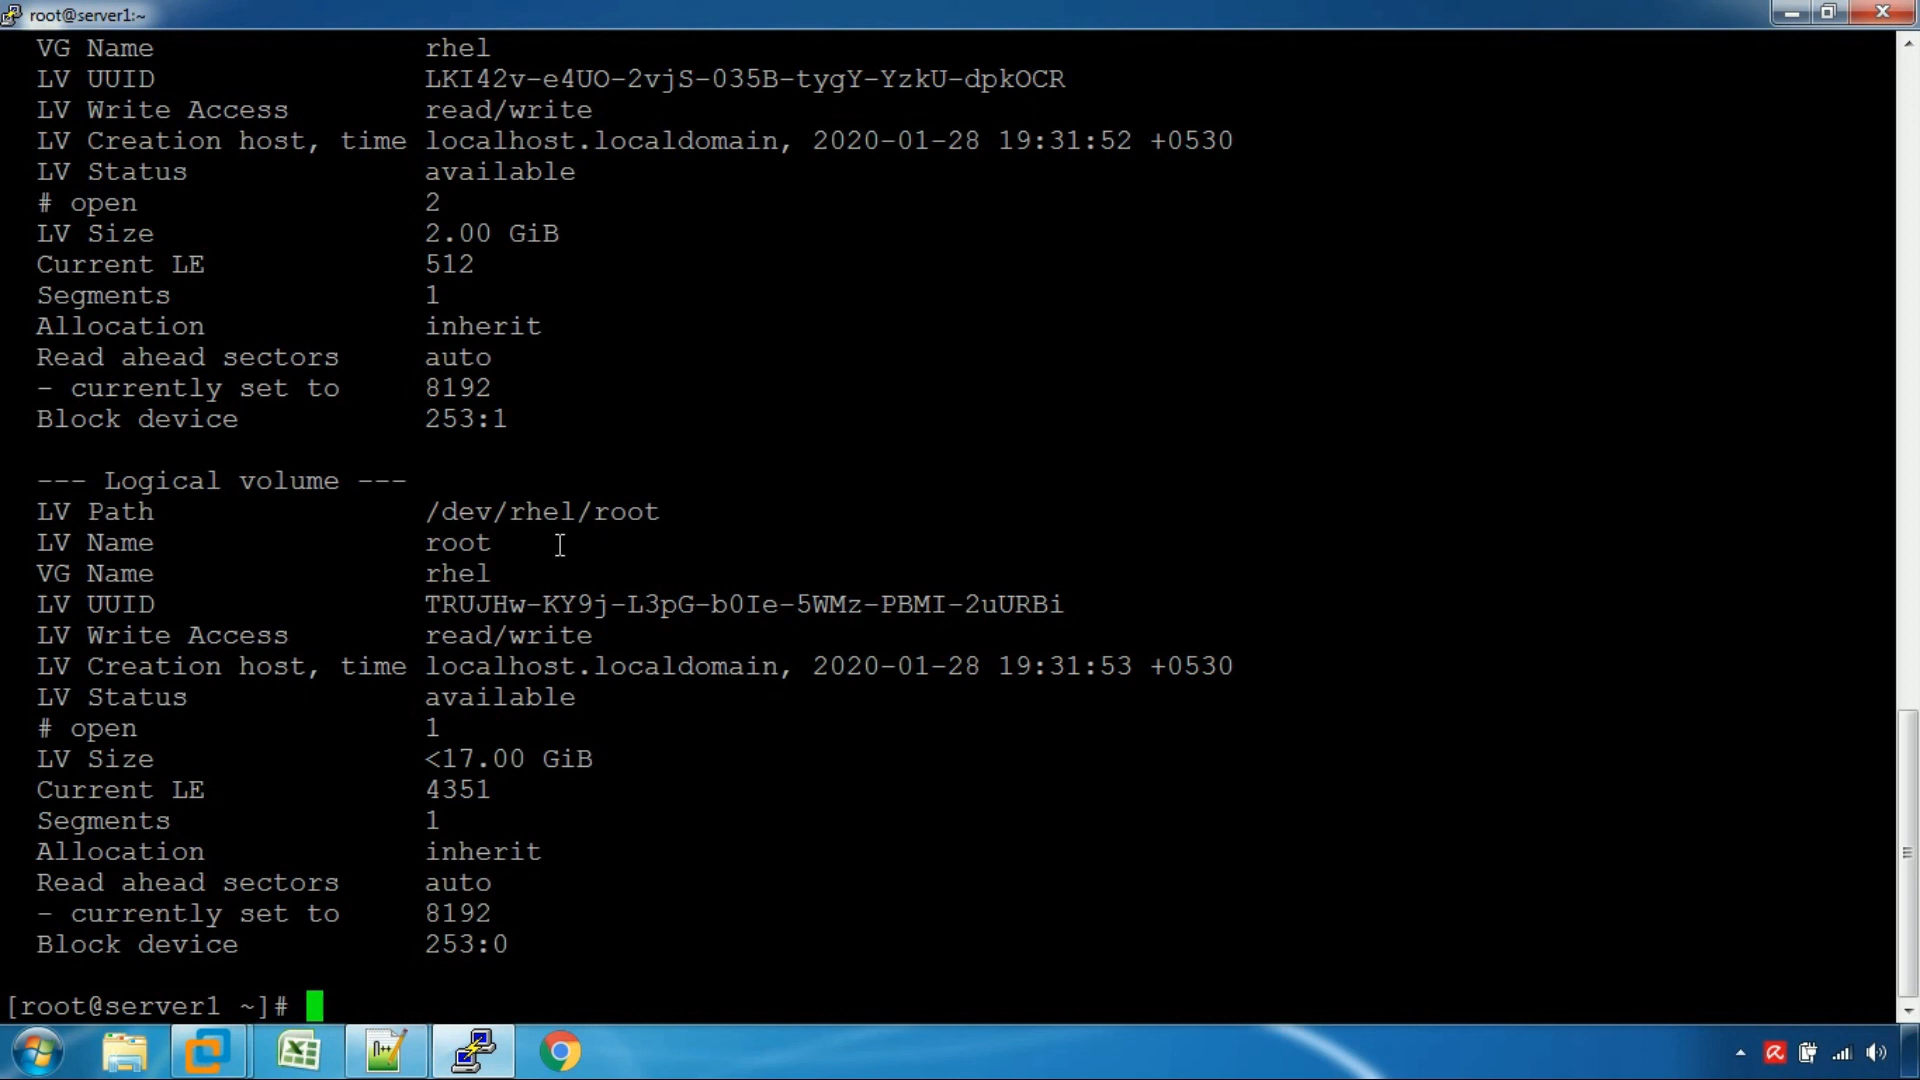 root@server1:~
VG Name rhel
LV UUID LKI42v-e4UO-2vjS-035B-tygY-YzkU-dpkOCR
LV Write Access read/write
LV Creation host, time localhost.localdomain, 2020-01-28 19:31:52 +0530
LV Status available
# open 2
LV Size 2.00 GiB
Current LE 512
Segments 1
Allocation inherit
Read ahead sectors auto
- currently set to 8192
Block device 253:1
--- Logical volume ---
LV Path /dev/rhel/root
LV Name root
VG Name rhel
LV UUID TRUJHw-KY9j-L3pG-b0Ie-5WMz-PBMI-2uURBi
LV Write Access read/write
LV Creation host, time localhost.localdomain, 2020-01-28 19:31:53 +0530
LV Status available
# open 1
LV Size <17.00 GiB
Current LE 4351
Segments 1
Allocation inherit
Read ahead sectors auto
- currently set to 8192
Block device 253:0
[root@server1 ~]#